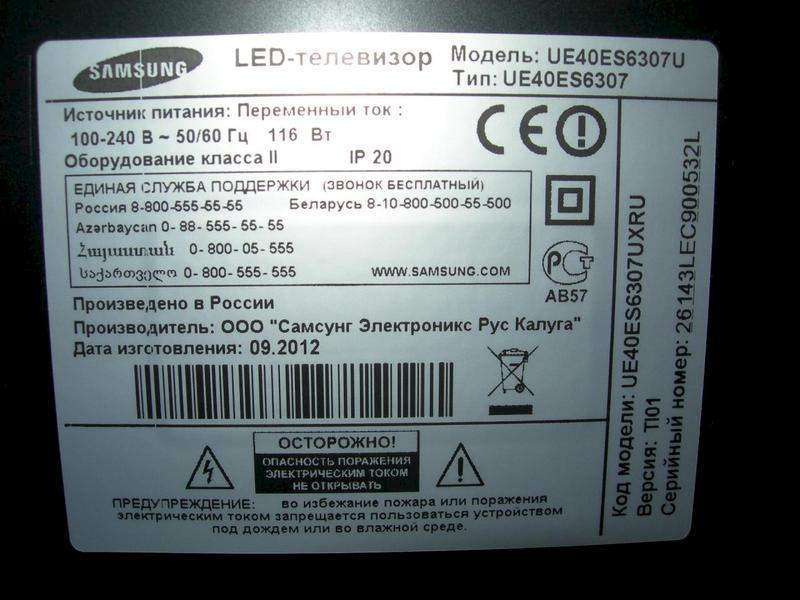 SAMSUNG
LED-телевизор
Модель: UE40ES6307U
Тип: UE40ES6307
Источник питания: Переменный ток :
100-240 В ~ 50/60 Гц 116 Вт
Оборудование класса II IP 20
ЕДИНАЯ СЛУЖБА ПОДДЕРЖКИ (ЗВОНОК БЕСПЛАТНЫЙ)
Россия 8-800-555-55-55 Беларусь 8-10-800-500-55-500
Azərbaycan 0- 88- 555- 55- 55
Հայաստան 0- 800- 05- 555
საქართველო 0- 800- 555- 555 WWW.SAMSUNG.COM
CE
РСТ
АВ57
Произведено в России
Производитель: ООО "Самсунг Электроникс Рус Калуга"
Дата изготовления: 09.2012
ОСТОРОЖНО!
ОПАСНОСТЬ ПОРАЖЕНИЯ
ЭЛЕКТРИЧЕСКИМ ТОКОМ
НЕ ОТКРЫВАТЬ
ПРЕДУПРЕЖДЕНИЕ: во избежание пожара или поражения
электрическим током запрещается пользоваться устройством
под дождем или во влажной среде.
Код модели: UE40ES6307UXRU
Версия: TI01
Серийный номер: 26143LEC900532L